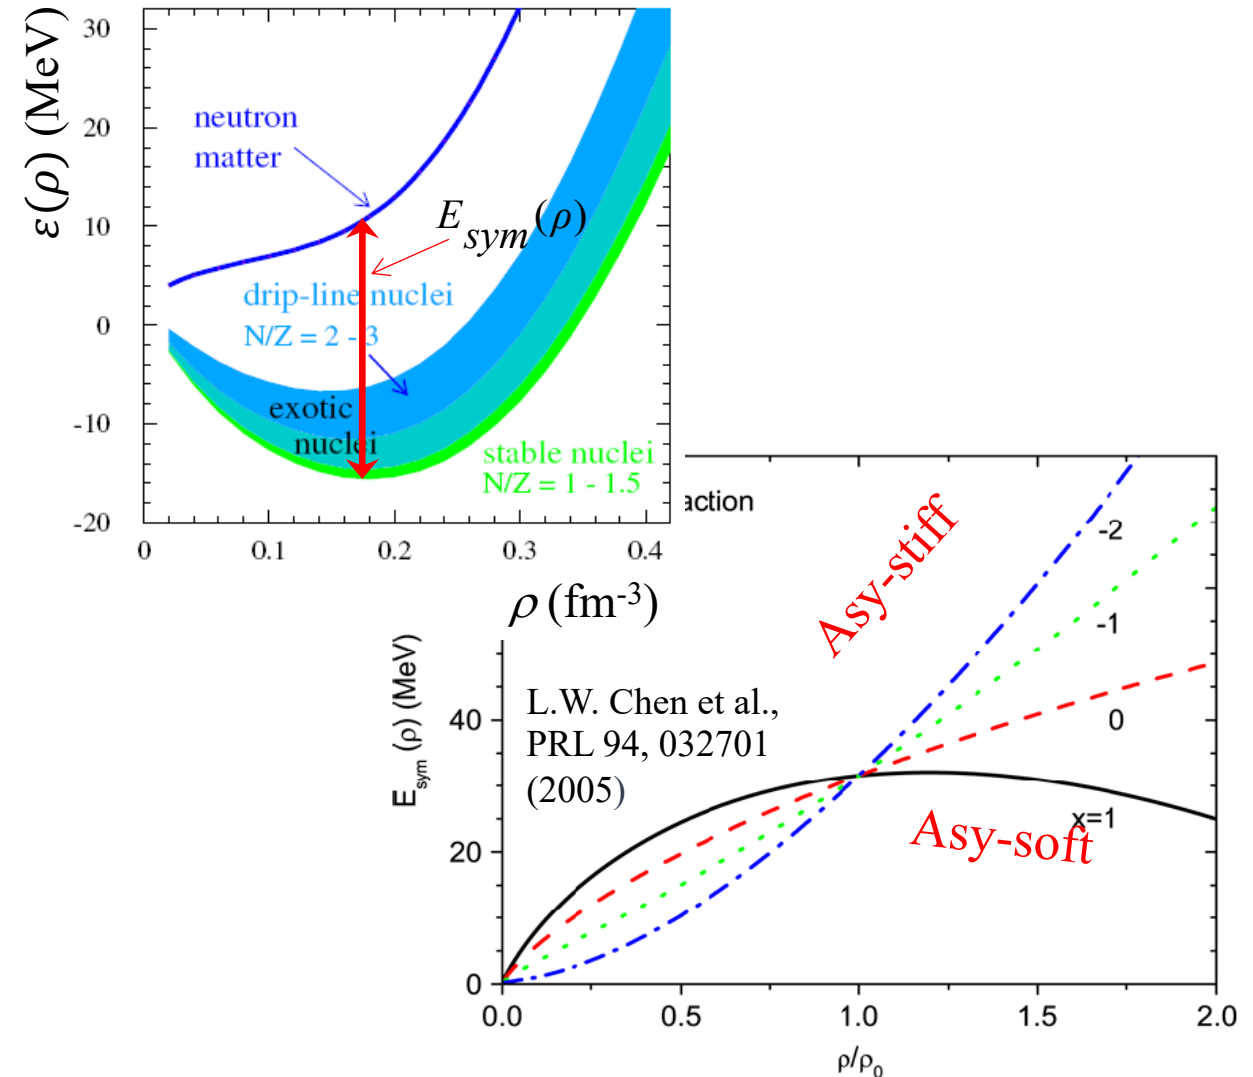 ε(ρ) (MeV)
30
20
10
0
-10
-20
0
0.1
0.2
0.3
0.4
ρ (fm-3)
neutron
matter
Esym(ρ)
drip-line nuclei
N/Z = 2 - 3
exotic
nuclei
stable nuclei
N/Z = 1 - 1.5
action
Asy-stiff
-2
-1
0
x=1
Asy-soft
L.W. Chen et al.,
PRL 94, 032701
(2005)
Esym (ρ) (MeV)
40
20
0
0.0
0.5
1.0
1.5
2.0
ρ/ρ0